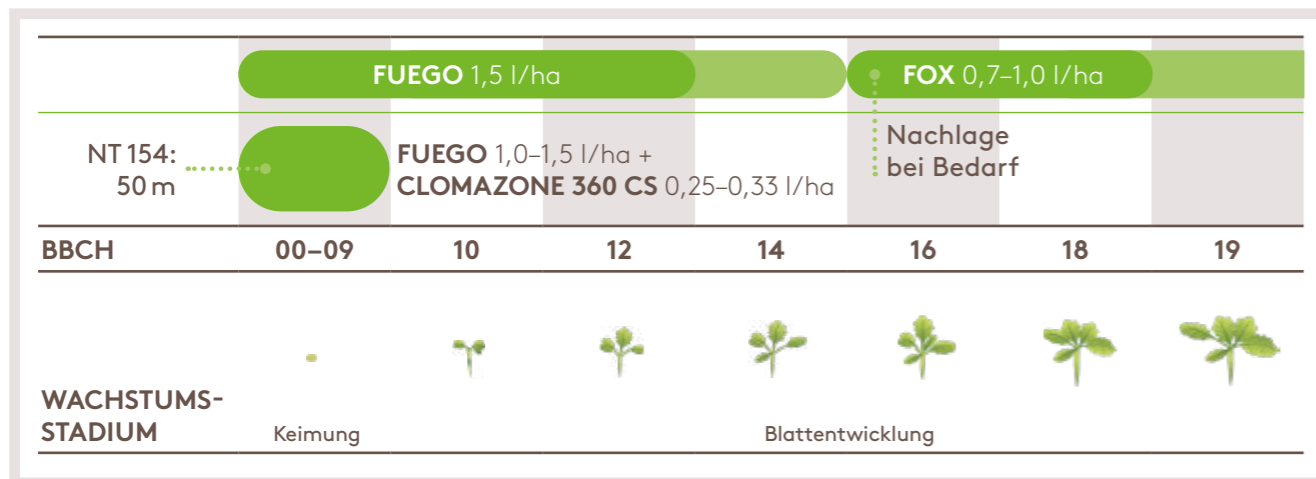 FUEGO 1,5 l/ha
FOX 0,7–1,0 l/ha
Nachlage
bei Bedarf
NT 154:
50 m
FUEGO 1,0–1,5 l/ha +
CLOMAZONE 360 CS 0,25–0,33 l/ha
BBCH 00–09 10 12 14 16 18 19
WACHSTUMS-
STADIUM
Keimung
Blattentwicklung